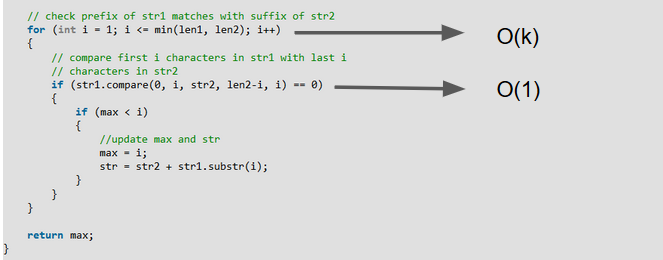 // check prefix of str1 matches with suffix of str2
for (int i = 1; i <= min(len1, len2); i++)
O(k)
{
// compare first i characters in str1 with last i
// characters in str2
if (str1.compare(0, i, str2, len2-i, i) == 0)
O(1)
{
if (max < i)
{
//update max and str
max = i;
str = str2 + str1.substr(i);
}
}
}
return max;
}